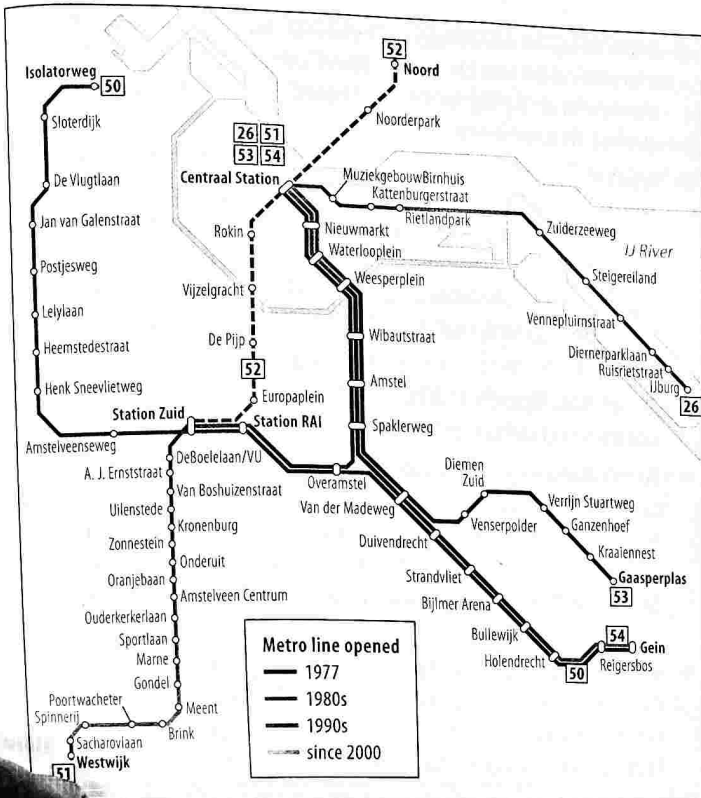 52
Noord
Noorderpark
Isolatorweg
50
Sloterdijk
De Vlugtlaan
Jan van Galenstraat
Postjesweg
Lelylaan
Heemstedestraat
Henk Sneevlietweg
Amstelveenseweg
26
51
53
54
Centraal Station
Rokin
Vijzelgracht
De Pijp
52
Europaplein
Station Zuid
Station RAI
MuziekgebouwBirnhuis
Kattenburgerstraat
Rietlandpark
Zuiderzeeweg
IJ River
Steigereiland
Vennepluirnstraat
Diernerparklaan
Ruisrietstraat
IJburg
26
Nieuwmarkt
Waterlooplein
Weesperplein
Wibautstraat
Amstel
Spaklerweg
Overamstel
Van der Madeweg
Diemen
Zuid
Venserpolder
Verrijn Stuartweg
Ganzenhoef
Kraaiennest
Gaasperplas
53
Duivendrecht
Strandvliet
Bijlmer Arena
Bullewijk
Holendrecht
50
54
Gein
Reigersbos
DeBoelelaan/VU
A. J. Ernststraat
Van Boshuizenstraat
Uilenstede
Kronenburg
Zonnestein
Onderuit
Oranjebaan
Amstelveen Centrum
Ouderkerkerlaan
Sportlaan
Marne
Gondel
Meent
Brink
Poortwacheter
Spinnerij
Sacharovlaan
Westwijk
51
Metro line opened
1977
1980s
1990s
since 2000